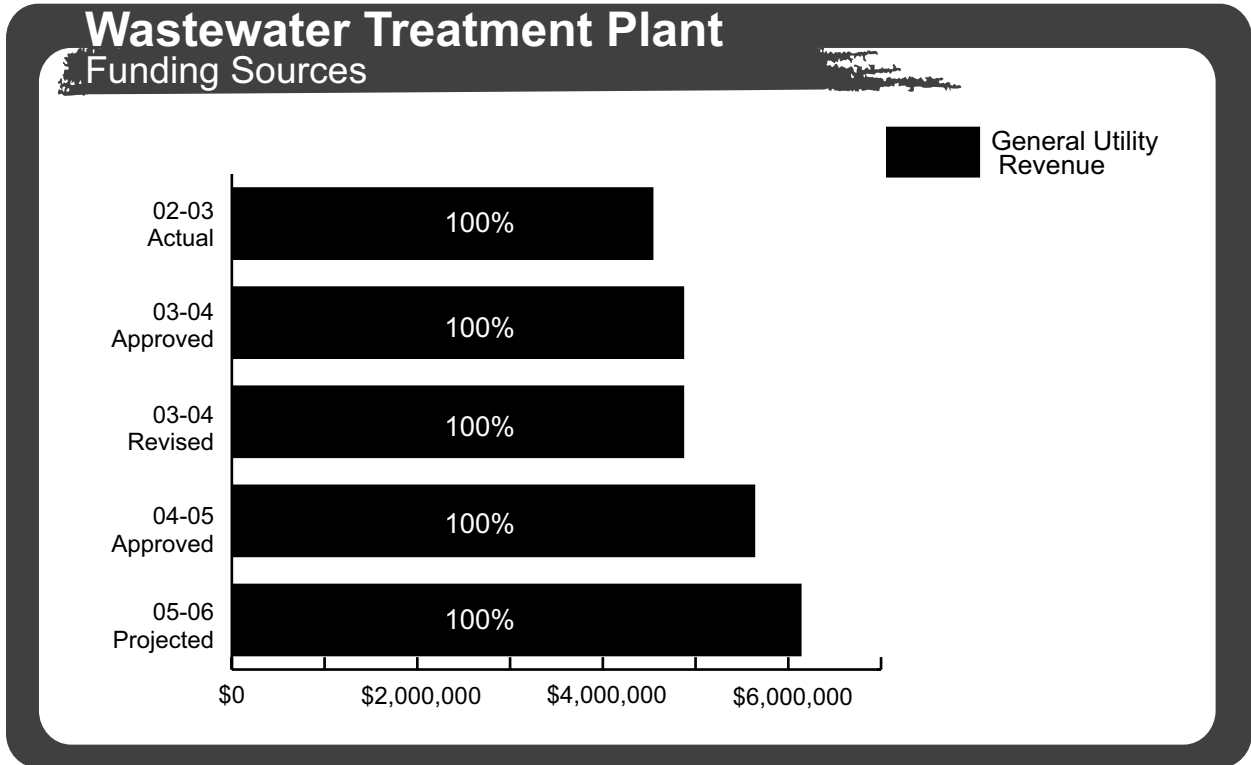 Wastewater Treatment Plant
Funding Sources
General Utility
Revenue
02-03
Actual
100%
03-04
Approved
100%
03-04
Revised
100%
04-05
Approved
100%
05-06
Projected
100%
$0
$2,000,000
$4,000,000
$6,000,000